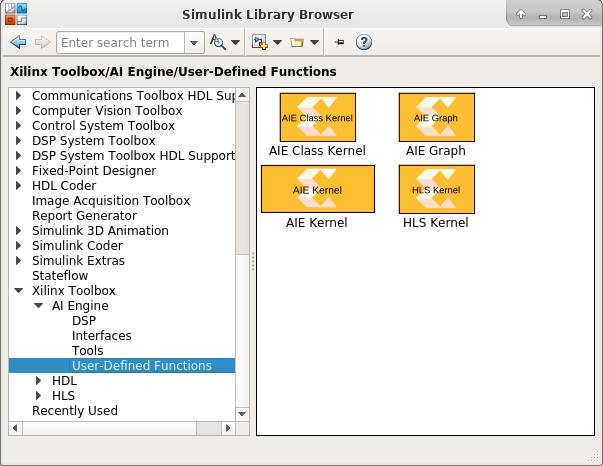 Simulink Library Browser
Enter search term
Xilinx Toolbox/AI Engine/User-Defined Functions
Communications Toolbox HDL Sup
Computer Vision Toolbox
Control System Toolbox
DSP System Toolbox
DSP System Toolbox HDL Support
Fixed-Point Designer
HDL Coder
Image Acquisition Toolbox
Report Generator
Simulink 3D Animation
Simulink Coder
Simulink Extras
Stateflow
Xilinx Toolbox
AI Engine
DSP
Interfaces
Tools
User-Defined Functions
HDL
HLS
Recently Used
AIE Class Kernel
AIE Graph
AIE Class Kernel
AIE Graph
AIE Kernel
HLS Kernel
AIE Kernel
HLS Kernel